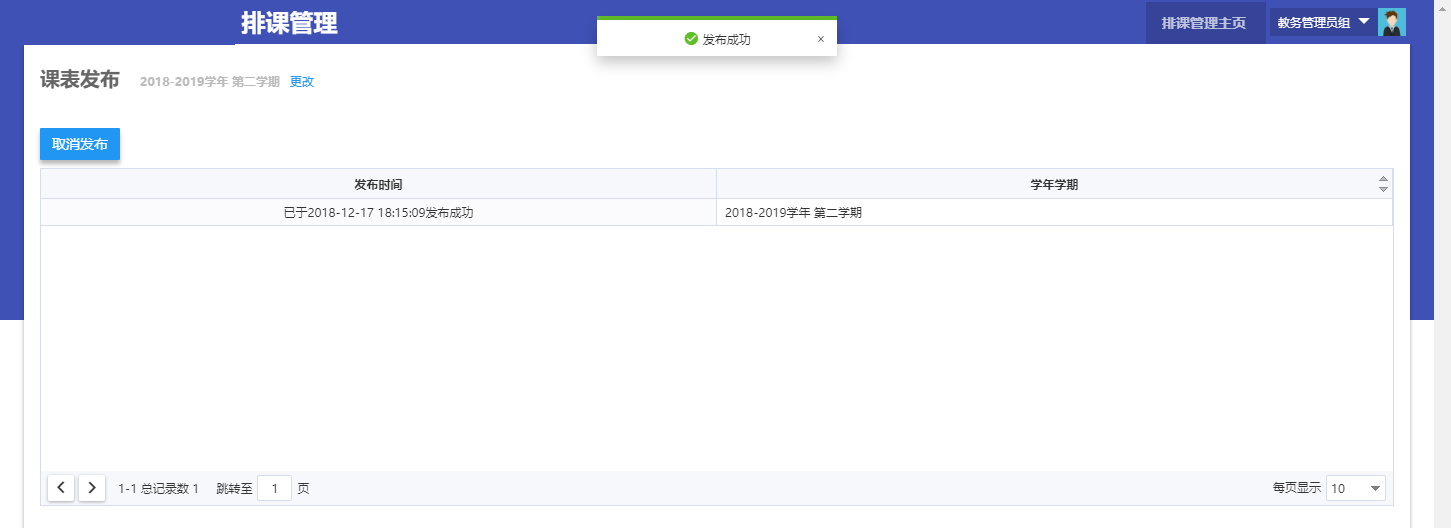 排课管理
发布成功 ×
排课管理主页 教务管理员组
课表发布 2018-2019学年 第二学期 更改
取消发布
发布时间 学年学期
已于2018-12-17 18:15:09发布成功 2018-2019学年 第二学期
1-1 总记录数 1 跳转至 1 页 每页显示 10